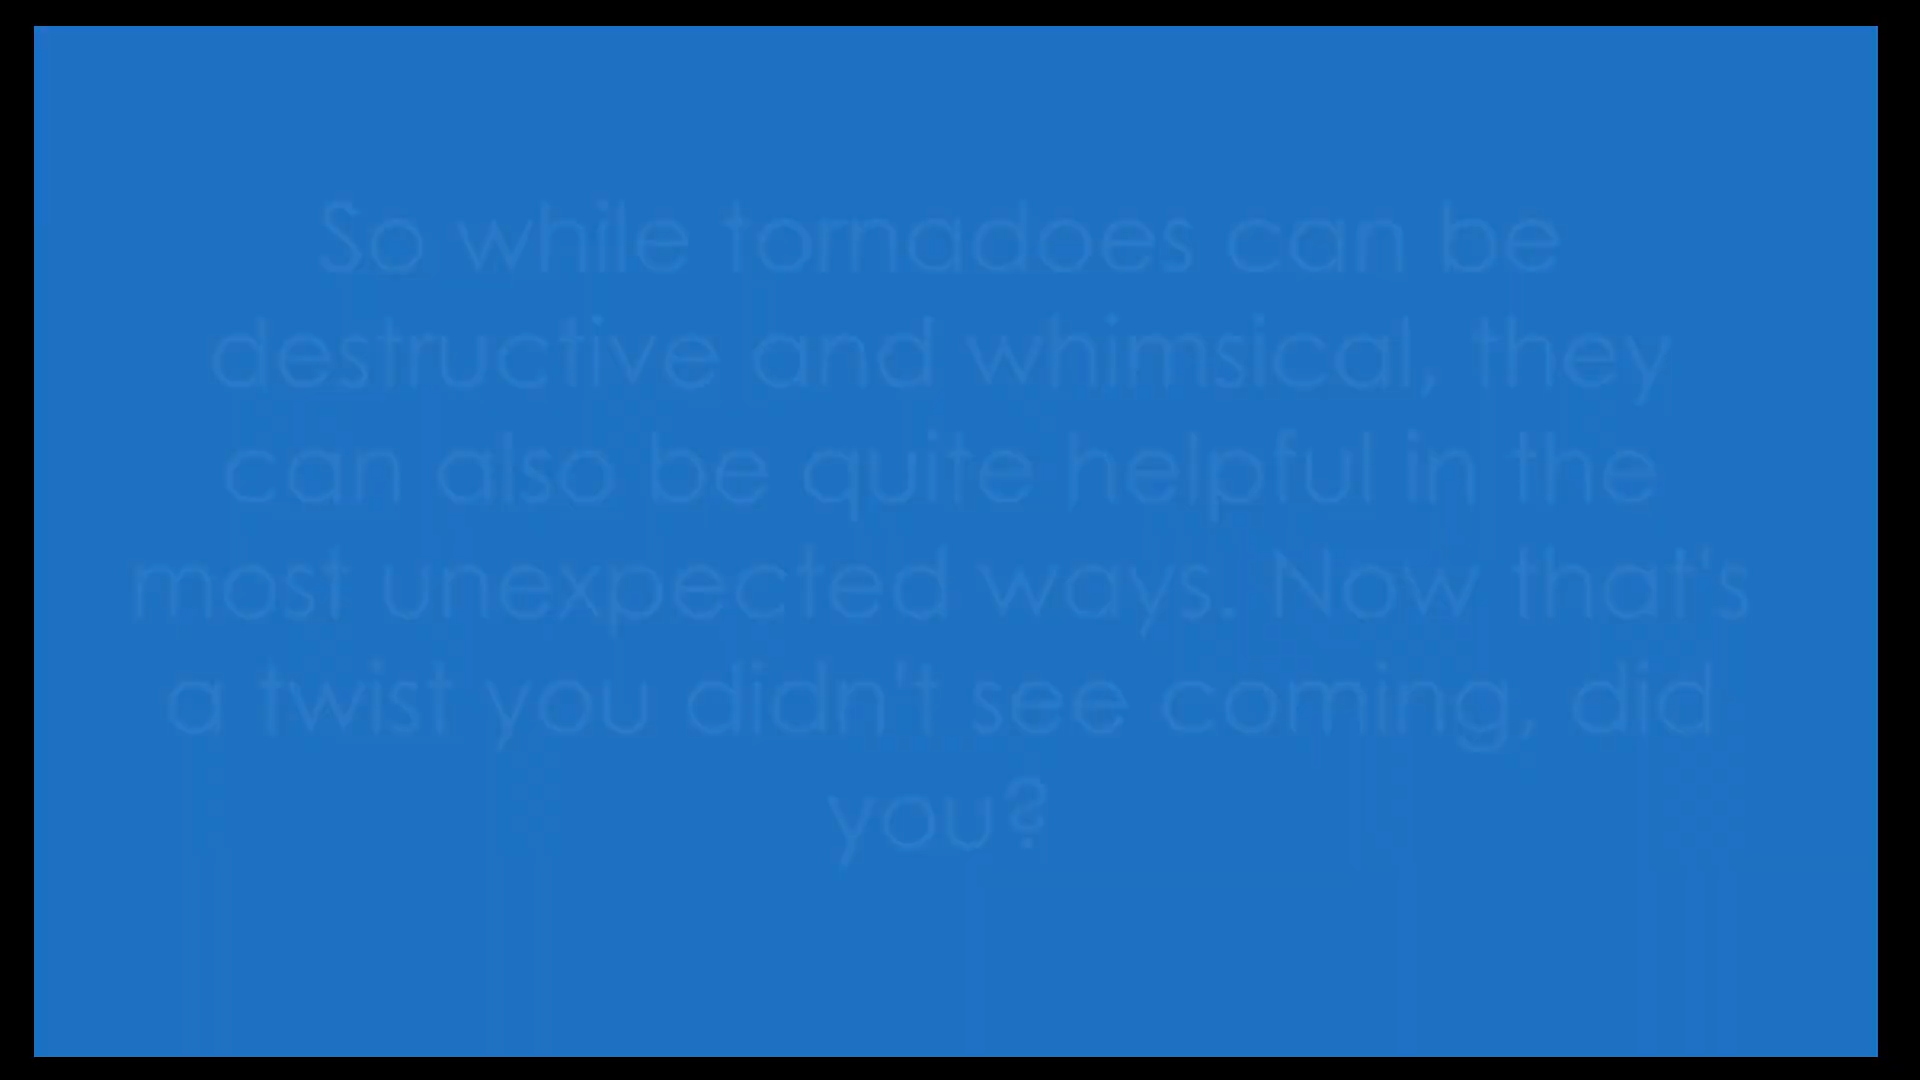 So while tornadoes can be
destructive and whimsical, they
can also be quite helpful in the
most unexpected ways. Now that's
a twist you didn't see coming, did
you?